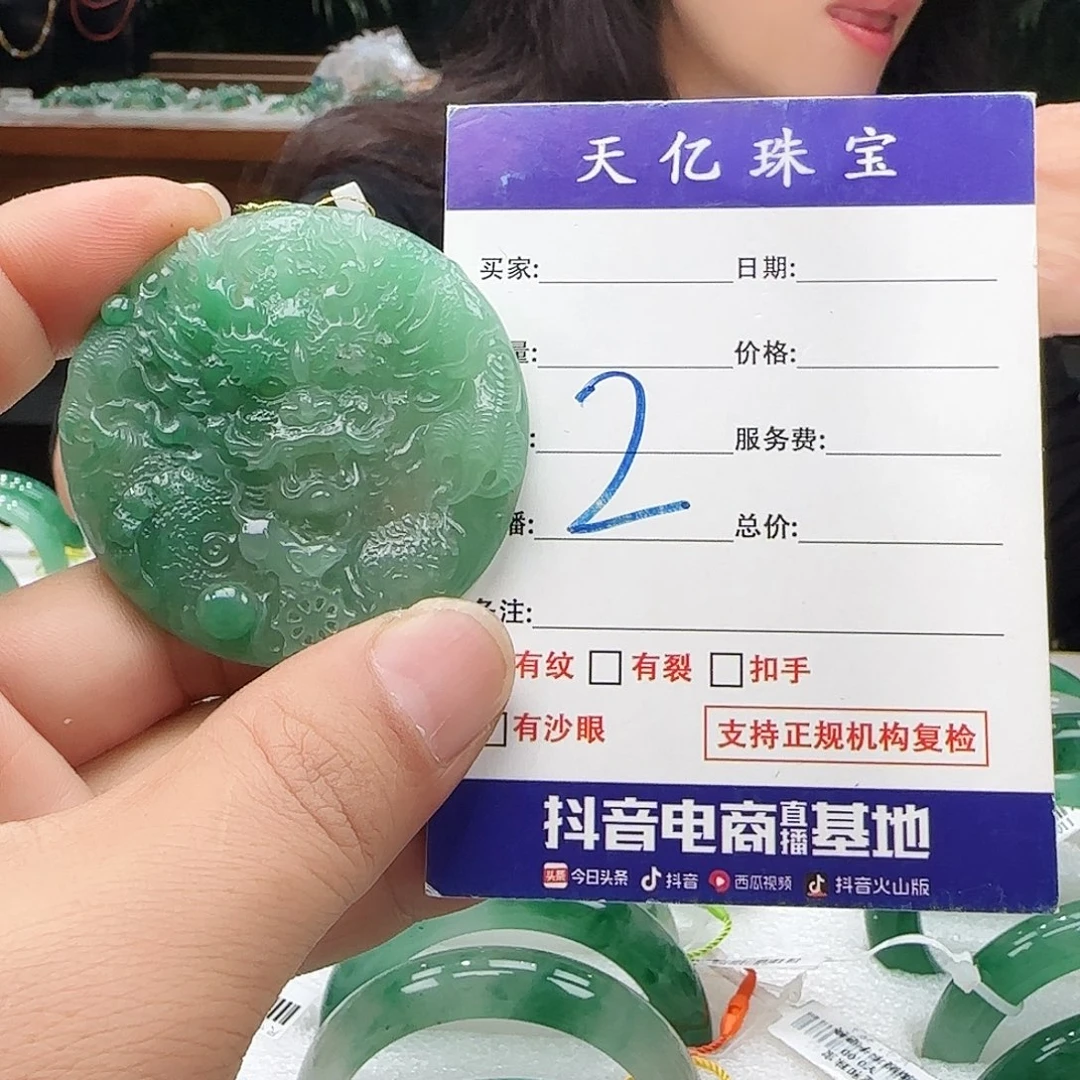 天亿珠宝
买家: 日期:
量: 价格:
: 服务费:
播: 总价:
2
备注:
有纹 有裂 扣手
有沙眼 支持正规机构复检
抖音电商直播基地
头条 今日头条 抖音 西瓜视频 抖音火山版